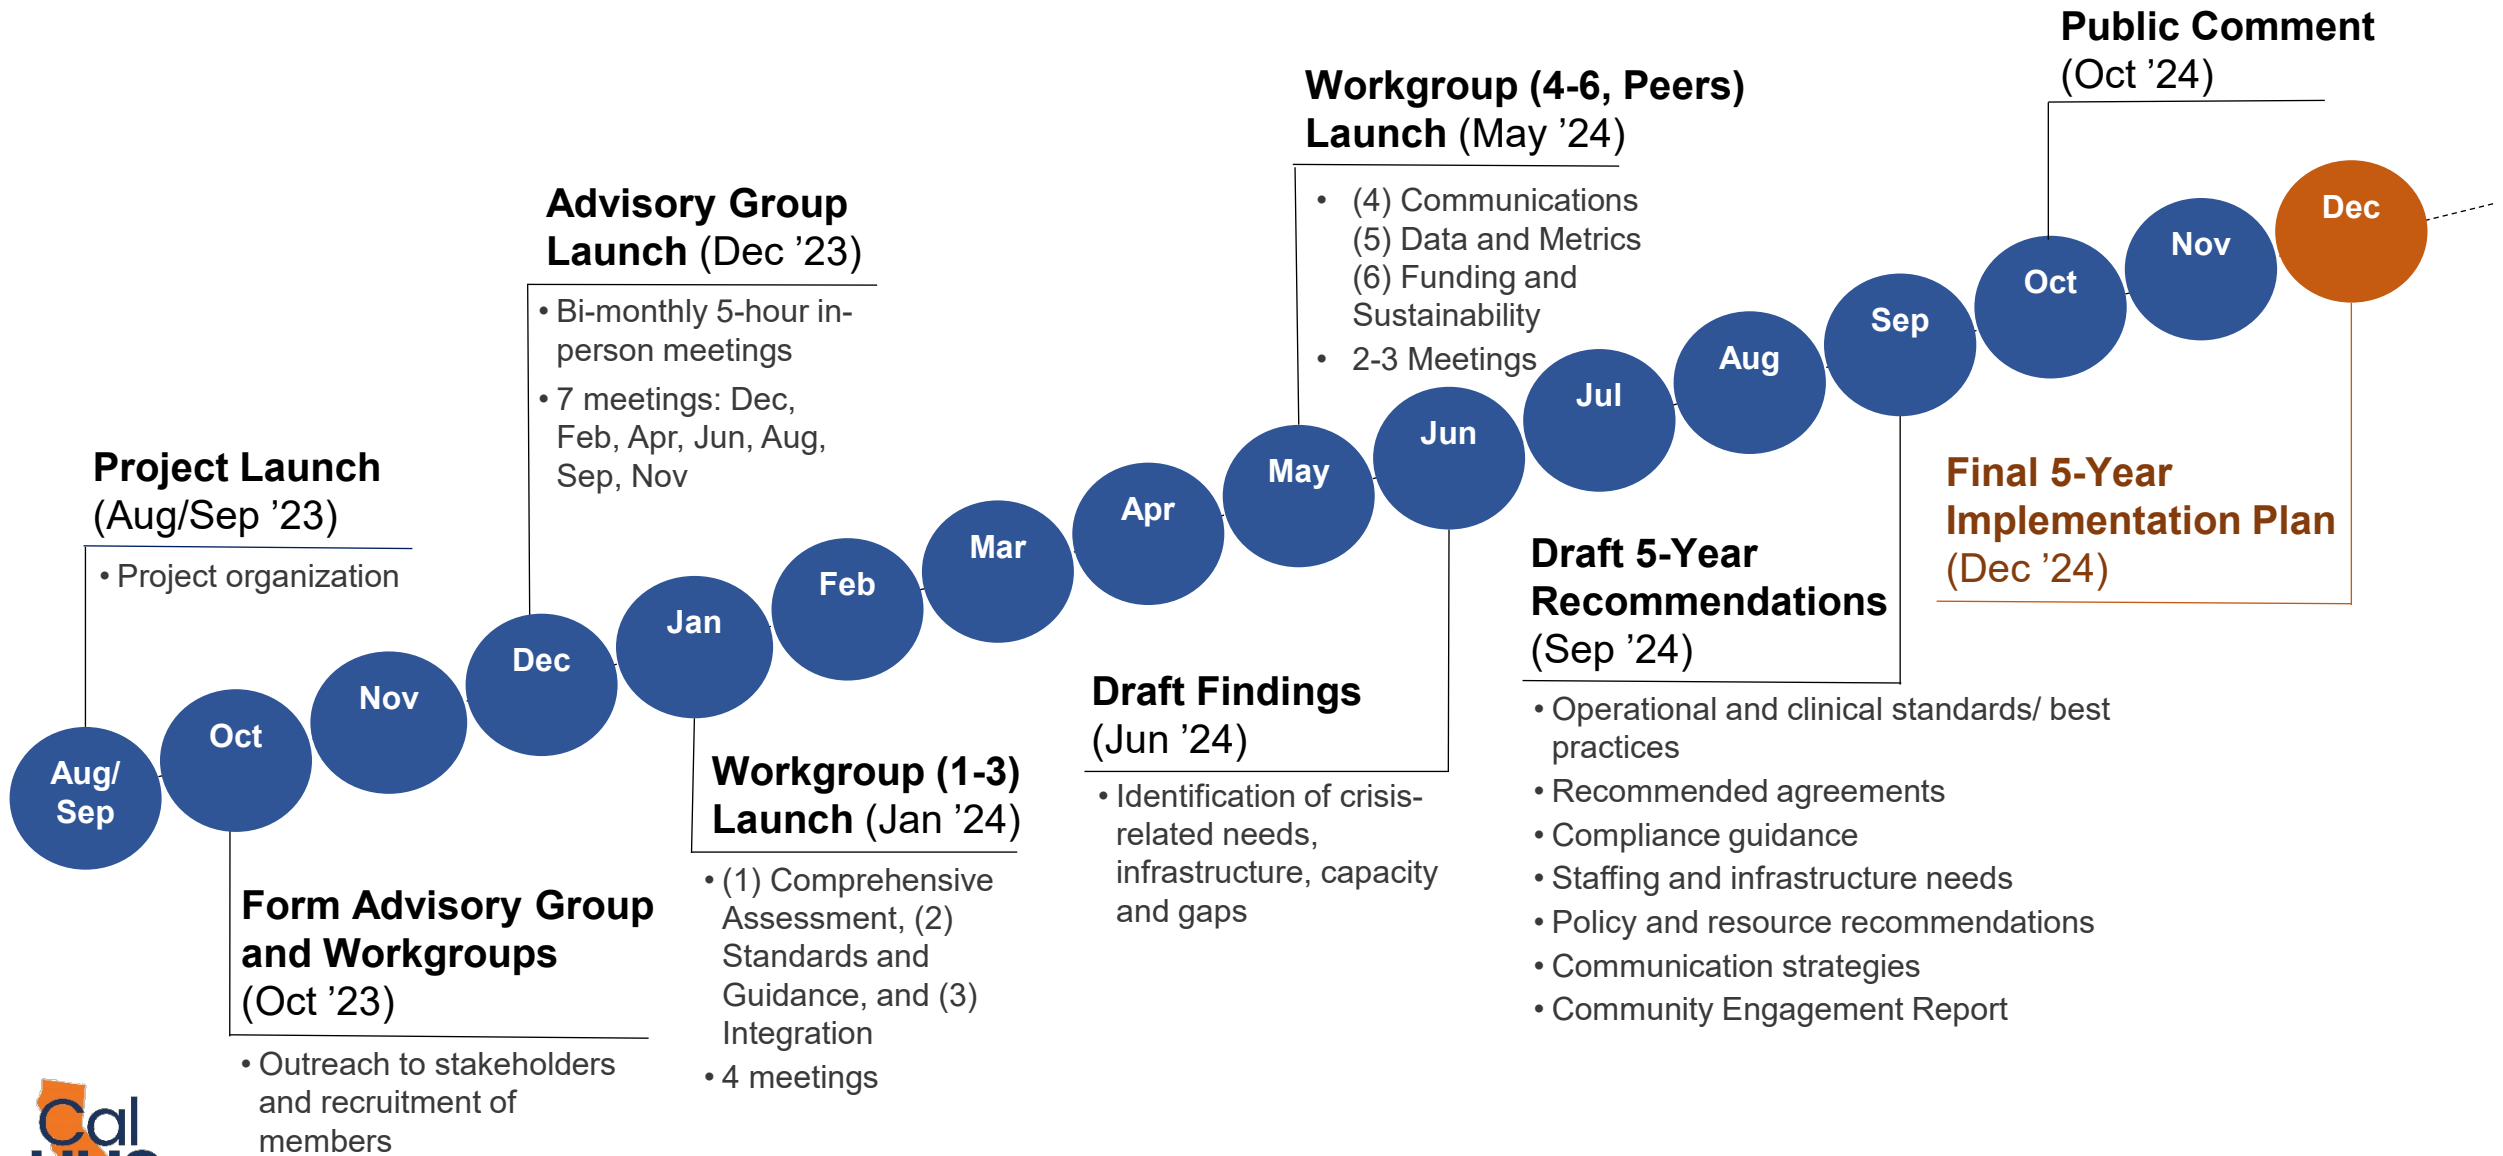 Public Comment
(Oct ’24)
Workgroup (4-6, Peers)
Launch (May ’24)
• (4) Communications
(5) Data and Metrics
(6) Funding and
Sustainability
• 2-3 Meetings
Advisory Group
Launch (Dec ’23)
• Bi-monthly 5-hour in-
person meetings
• 7 meetings: Dec,
Feb, Apr, Jun, Aug,
Sep, Nov
Project Launch
(Aug/Sep ’23)
• Project organization
Aug/
Sep
Oct
Nov
Dec
Jan
Feb
Mar
Apr
May
Jun
Jul
Aug
Sep
Oct
Nov
Dec
Form Advisory Group
and Workgroups
(Oct ’23)
• Outreach to stakeholders
and recruitment of
members
Workgroup (1-3)
Launch (Jan ’24)
• (1) Comprehensive
Assessment, (2)
Standards and
Guidance, and (3)
Integration
• 4 meetings
Draft Findings
(Jun ’24)
• Identification of crisis-
related needs,
infrastructure, capacity
and gaps
Draft 5-Year
Recommendations
(Sep ’24)
• Operational and clinical standards/ best
practices
• Recommended agreements
• Compliance guidance
• Staffing and infrastructure needs
• Policy and resource recommendations
• Communication strategies
• Community Engagement Report
Final 5-Year
Implementation Plan
(Dec ’24)
Cal